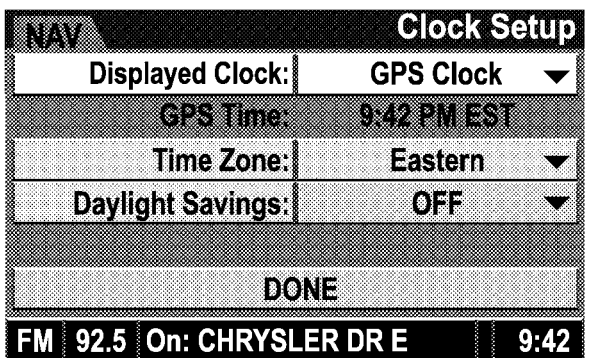 NAV Clock Setup
Displayed Clock: GPS Clock
GPS Time: 9:42 PM EST
Time Zone: Eastern
Daylight Savings: OFF
DONE
FM 92.5 On: CHRYSLER DR E 9:42